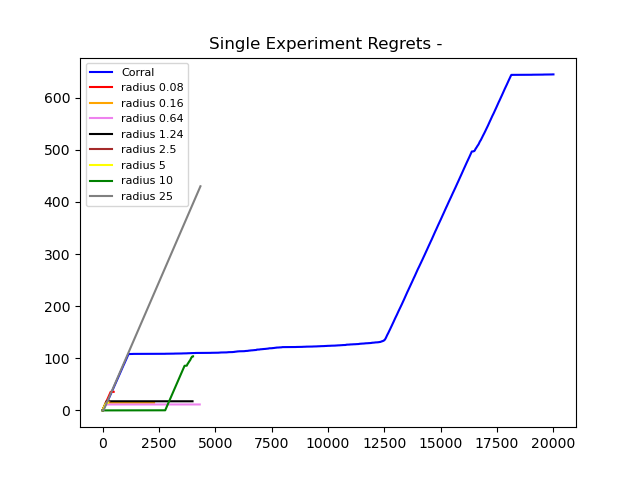 Single Experiment Regrets -
Corral
radius 0.08
radius 0.16
radius 0.64
radius 1.24
radius 2.5
radius 5
radius 10
radius 25
600
500
400
300
200
100
0
0 2500 5000 7500 10000 12500 15000 17500 20000